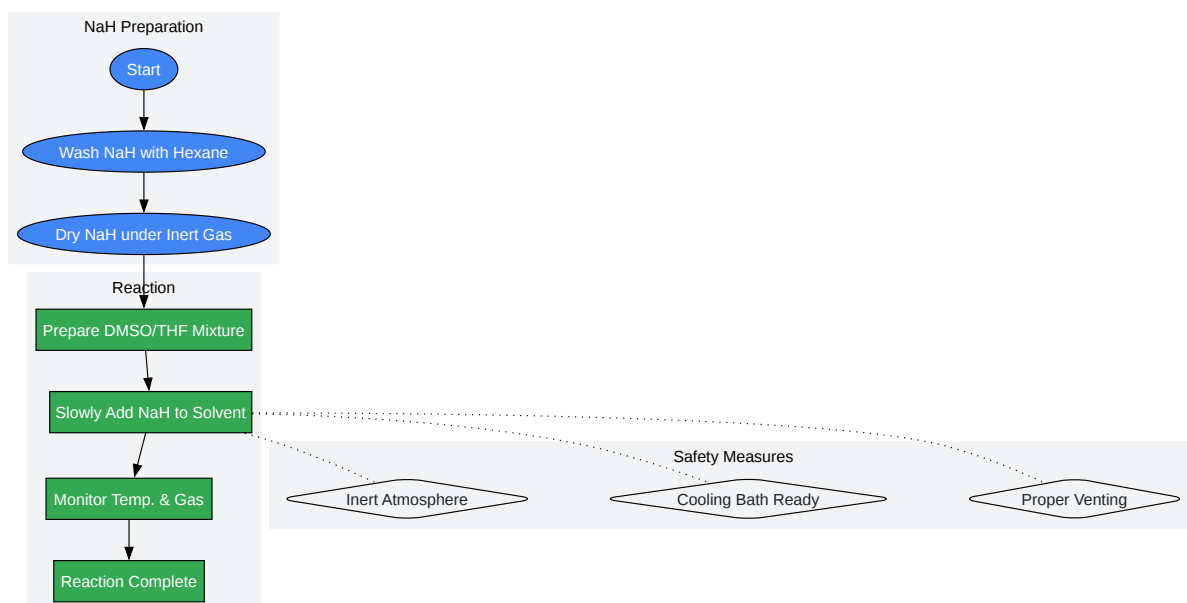 NaH Preparation
Start
Wash NaH with Hexane
Dry NaH under Inert Gas
Reaction
Prepare DMSO/THF Mixture
Slowly Add NaH to Solvent
Monitor Temp. & Gas
Reaction Complete
Safety Measures
Inert Atmosphere
Cooling Bath Ready
Proper Venting